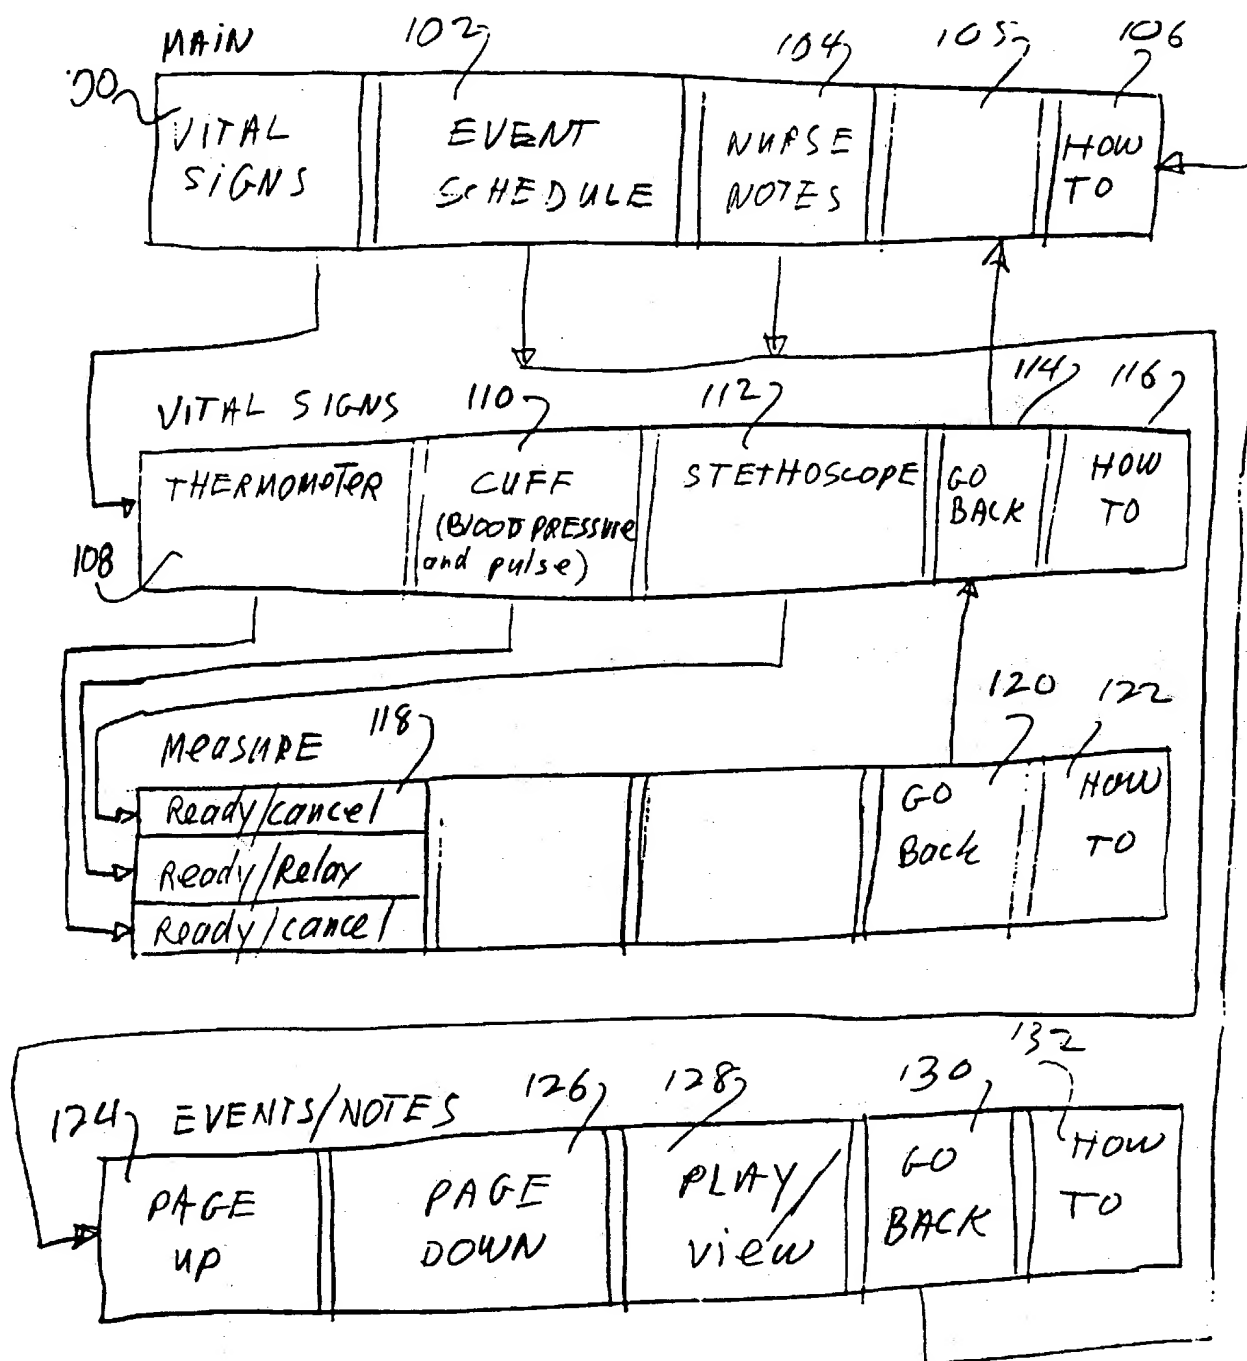 MAIN
102
104
105
106
VITAL
SIGNS
EVENT
SCHEDULE
NURSE
NOTES
HOW
TO
VITAL SIGNS
110
112
114
116
THERMOMETER
CUFF
(BLOOD PRESSURE
and pulse)
STETHOSCOPE
GO
BACK
HOW
TO
108
MEASURE
118
120
122
Ready/cancel
Ready/Relax
Ready/cancel
GO
Back
HOW
TO
124
EVENTS/NOTES
126
128
130
132
PAGE
UP
PAGE
DOWN
PLAY/
view
GO
BACK
HOW
TO